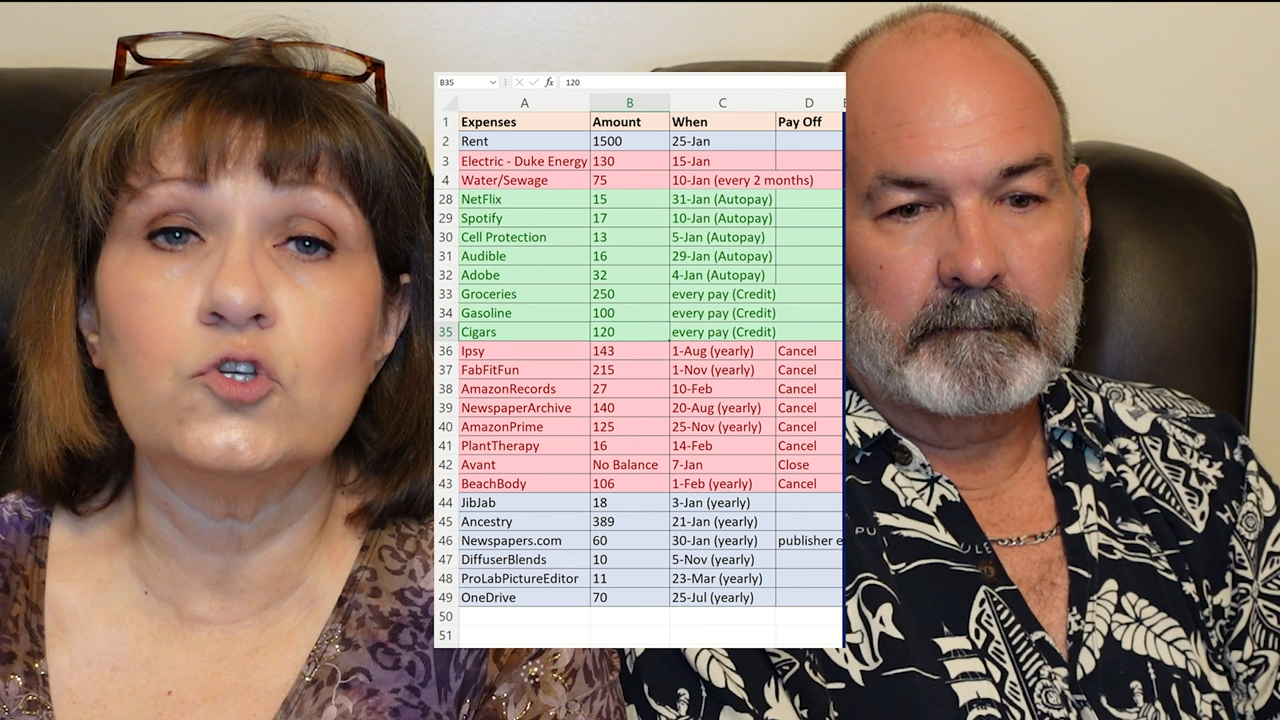 B35 fx 120
A B C D
1 Expenses Amount When Pay Off
2 Rent 1500 25-Jan
3 Electric - Duke Energy 130 15-Jan
4 Water/Sewage 75 10-Jan (every 2 months)
28 NetFlix 15 31-Jan (Autopay)
29 Spotify 17 10-Jan (Autopay)
30 Cell Protection 13 5-Jan (Autopay)
31 Audible 16 29-Jan (Autopay)
32 Adobe 32 4-Jan (Autopay)
33 Groceries 250 every pay (Credit)
34 Gasoline 100 every pay (Credit)
35 Cigars 120 every pay (Credit)
36 Ipsy 143 1-Aug (yearly) Cancel
37 FabFitFun 215 1-Nov (yearly) Cancel
38 AmazonRecords 27 10-Feb Cancel
39 NewspaperArchive 140 20-Aug (yearly) Cancel
40 AmazonPrime 125 25-Nov (yearly) Cancel
41 PlantTherapy 16 14-Feb Cancel
42 Avant No Balance 7-Jan Close
43 BeachBody 106 1-Feb (yearly) Cancel
44 JibJab 18 3-Jan (yearly)
45 Ancestry 389 21-Jan (yearly)
46 Newspapers.com 60 30-Jan (yearly) publisher e
47 DiffuserBlends 10 5-Nov (yearly)
48 ProLabPictureEditor 11 23-Mar (yearly)
49 OneDrive 70 25-Jul (yearly)
50
51